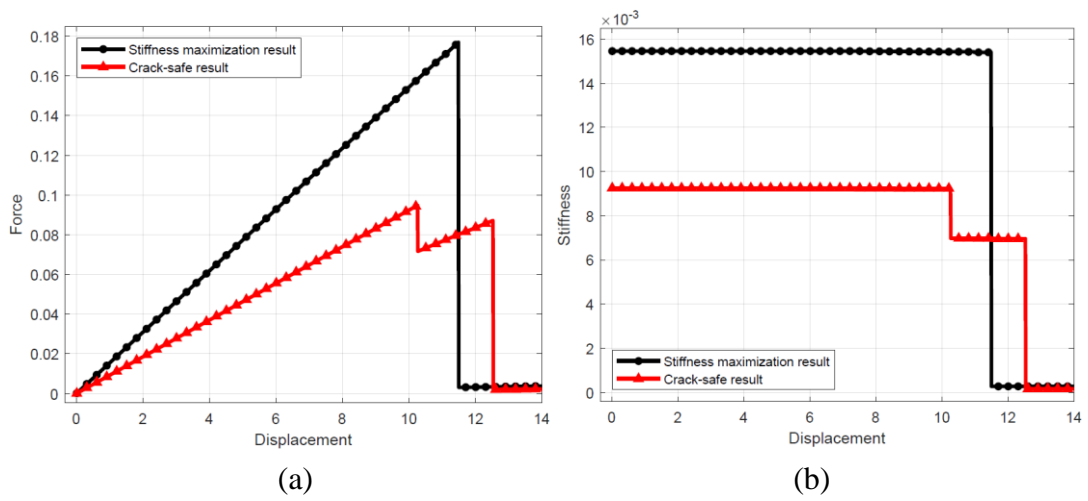 0.18
0.16
0.14
0.12
0.1
0.08
0.06
0.04
0.02
0
Force
0 2 4 6 8 10 12 14
Displacement
Stiffness maximization result
Crack-safe result
(a)
×10⁻³
16
14
12
10
8
6
4
2
0
Stiffness
0 2 4 6 8 10 12 14
Displacement
Stiffness maximization result
Crack-safe result
(b)